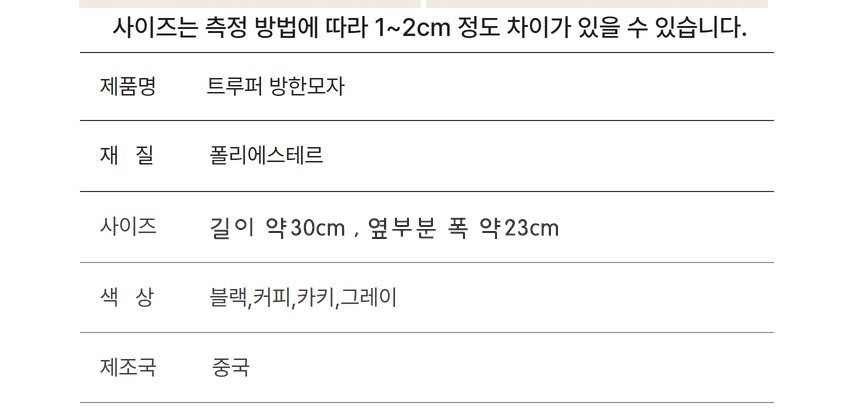 사이즈는 측정 방법에 따라 1~2cm 정도 차이가 있을 수 있습니다.
제품명 트루퍼 방한모자
재 질 폴리에스테르
사이즈 길이 약30cm , 옆부분 폭 약23cm
색 상 블랙,커피,카키,그레이
제조국 중국